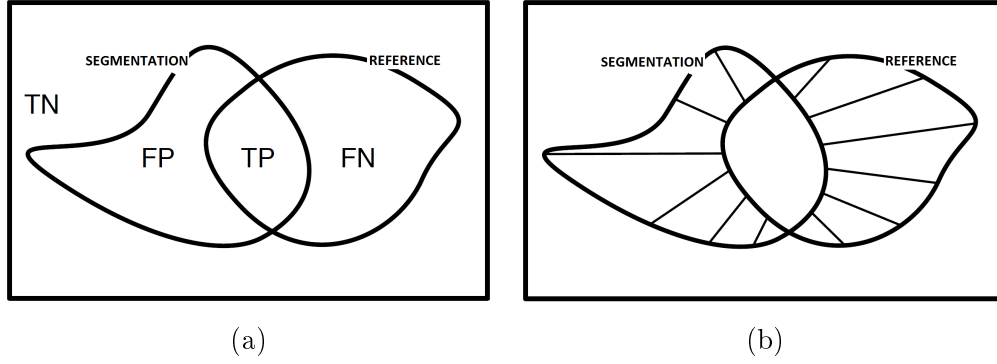 SEGMENTATION REFERENCE
TN
FP TP FN
(a)
SEGMENTATION REFERENCE
(b)